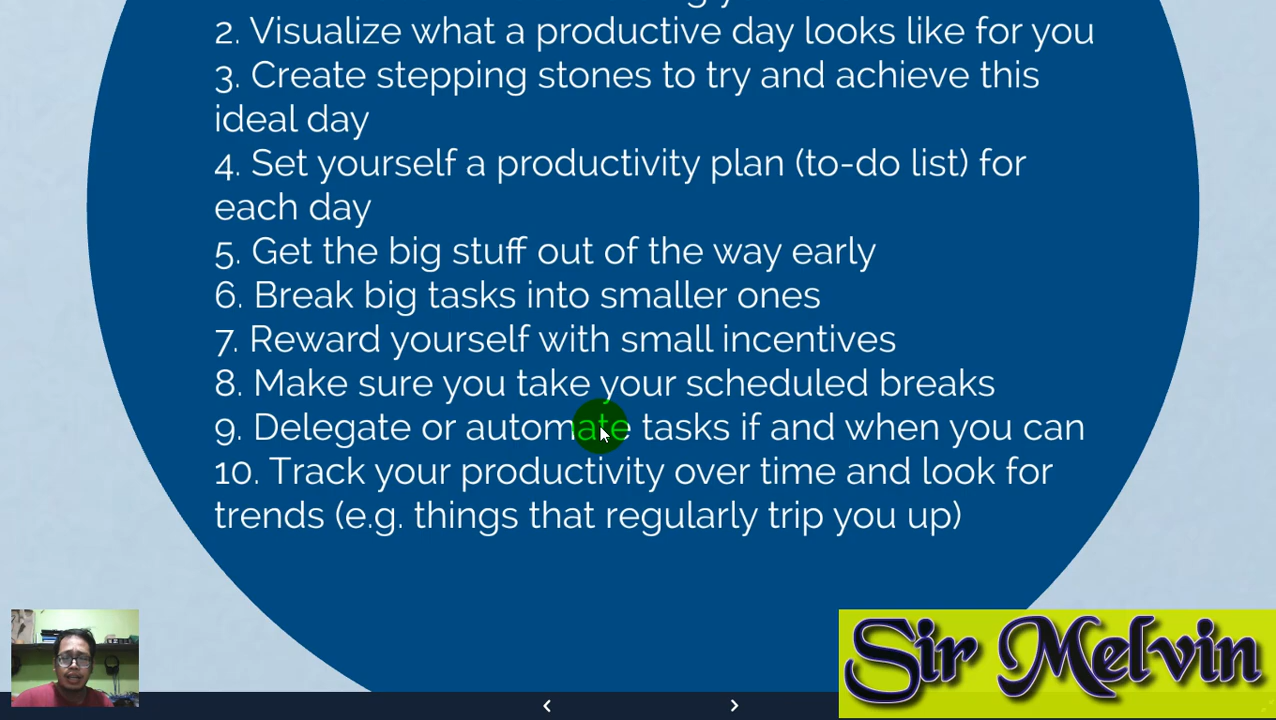 2. Visualize what a productive day looks like for you
3. Create stepping stones to try and achieve this
ideal day
4. Set yourself a productivity plan (to-do list) for
each day
5. Get the big stuff out of the way early
6. Break big tasks into smaller ones
7. Reward yourself with small incentives
8. Make sure you take your scheduled breaks
9. Delegate or automate tasks if and when you can
10. Track your productivity over time and look for
trends (e.g. things that regularly trip you up)
Sir Melvin